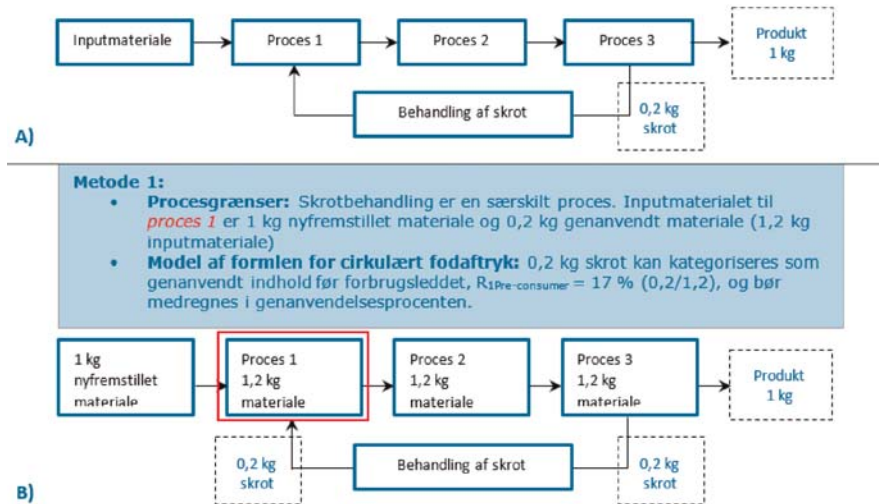 Inputmateriale
Proces 1
Proces 2
Proces 3
Produkt
1 kg
Behandling af skrot
0,2 kg
skrot
A)
Metode 1:
• Procesgrænser: Skrotbehandling er en særskilt proces. Inputmaterialet til
proces 1 er 1 kg nyfremstillet materiale og 0,2 kg genanvendt materiale (1,2 kg
inputmateriale)
• Model af formlen for cirkulært fodaftryk: 0,2 kg skrot kan kategoriseres som
genanvendt indhold før forbrugsleddet, R1Pre-consumer = 17 % (0,2/1,2), og bør
medregnes i genanvendelsesprocenten.
1 kg
nyfremstillet
materiale
Proces 1
1,2 kg
materiale
Proces 2
1,2 kg
materiale
Proces 3
1,2 kg
materiale
Produkt
1 kg
0,2 kg
skrot
Behandling af skrot
0,2 kg
skrot
B)